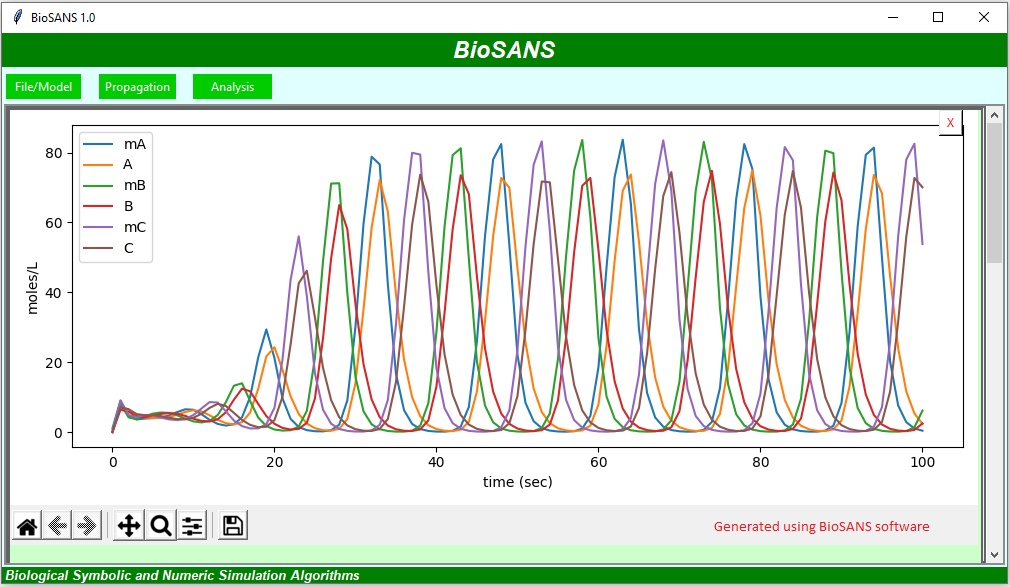 BioSANS 1.0
BioSANS
File/Model Propagation Analysis
X
mA
A
mB
B
mC
C
80
60
40
20
0
moles/L
0 20 40 60 80 100
time (sec)
Generated using BioSANS software
Biological Symbolic and Numeric Simulation Algorithms